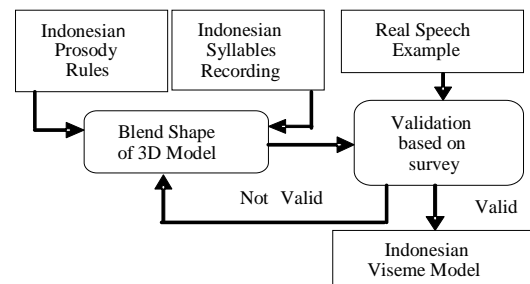 Indonesian
Prosody
Rules
Indonesian
Syllables
Recording
Real Speech
Example
Blend Shape
of 3D Model
Validation
based on
survey
Not Valid
Valid
Indonesian
Viseme Model